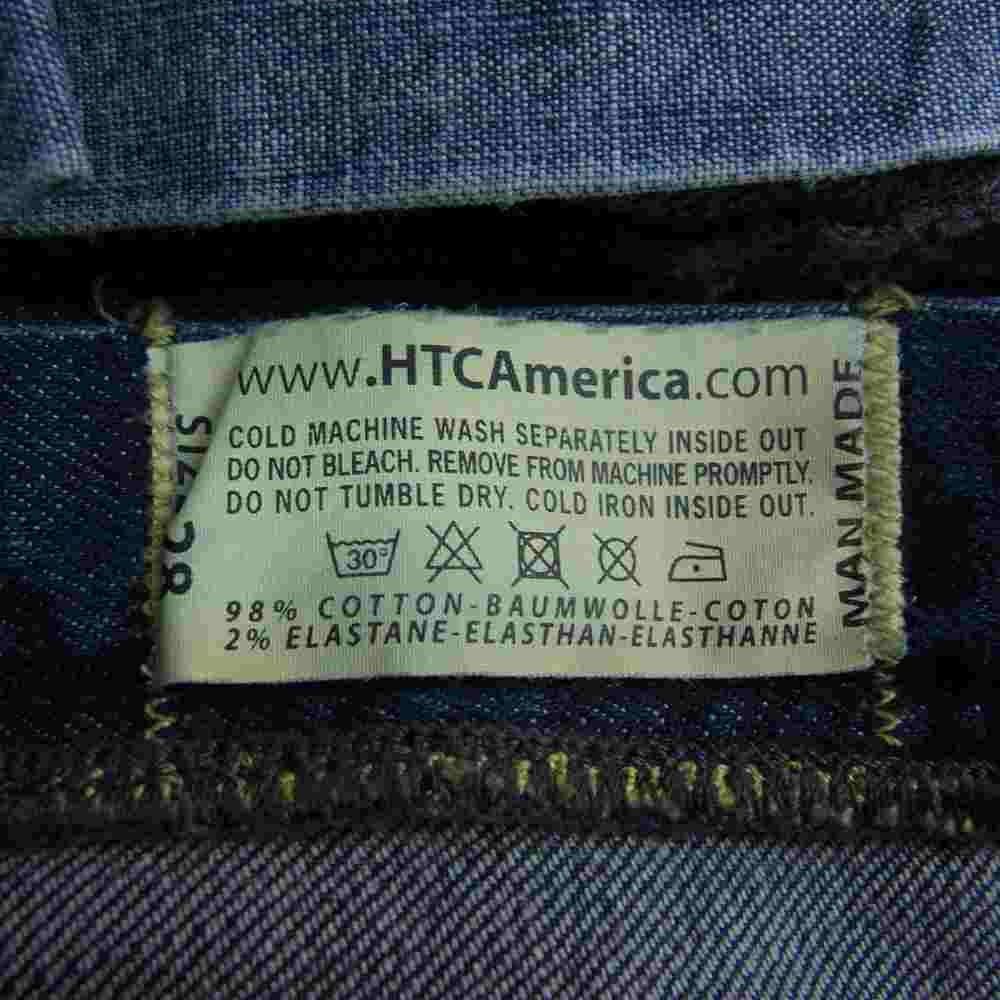 www.HTCAmerica.com
COLD MACHINE WASH SEPARATELY INSIDE OUT
DO NOT BLEACH. REMOVE FROM MACHINE PROMPTLY.
DO NOT TUMBLE DRY. COLD IRON INSIDE OUT.
30°
98% COTTON-BAUMWOLLE-COTON
2% ELASTANE-ELASTHAN-ELASTHANNE
MAN MADE